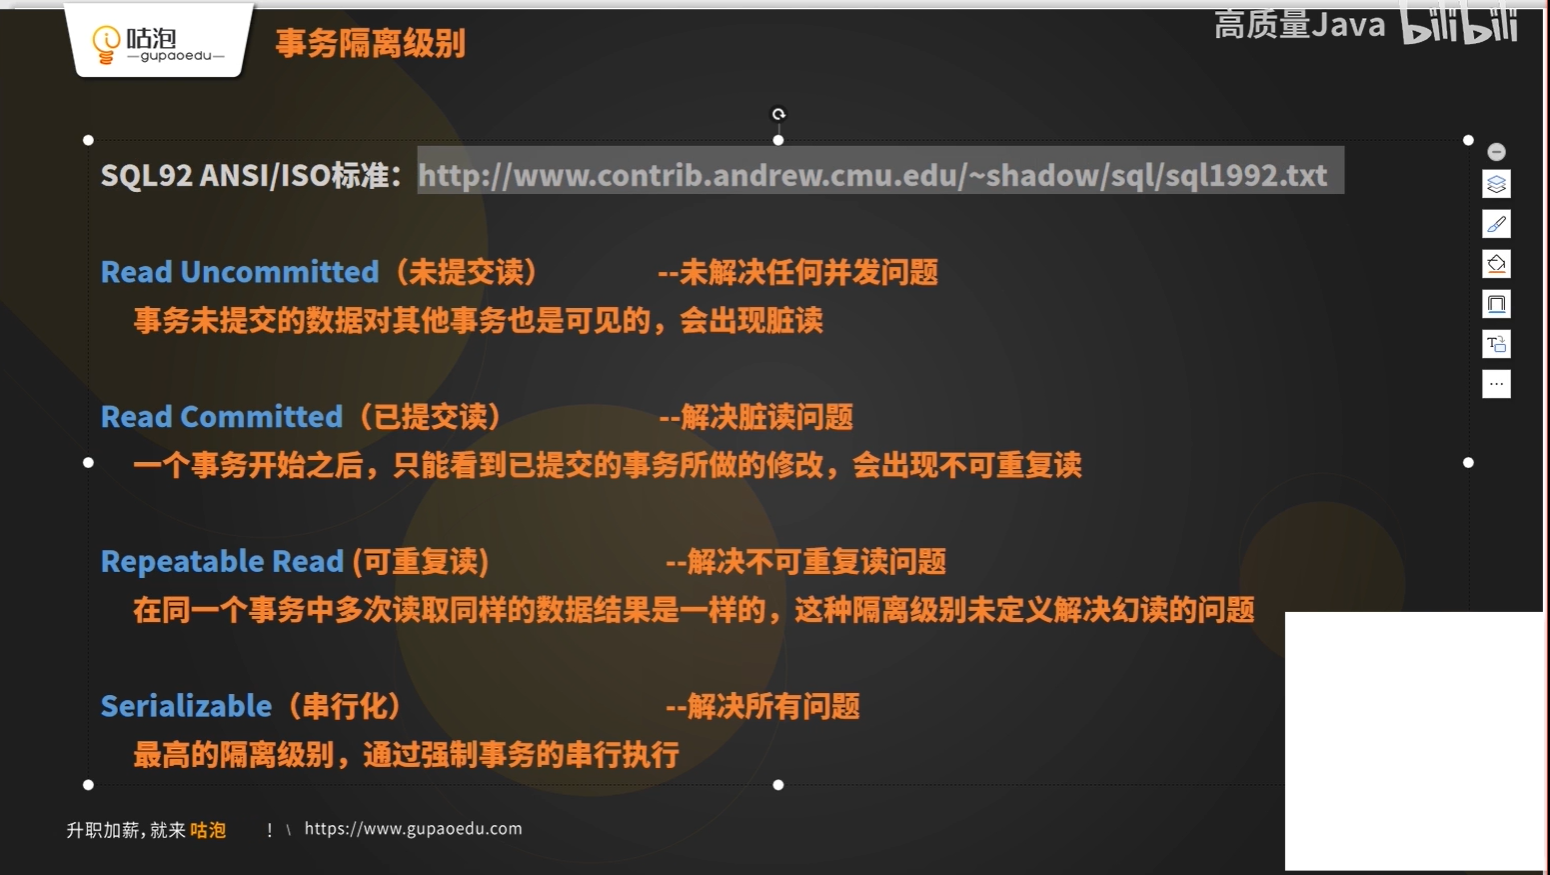 咕泡
—gupaoedu—
事务隔离级别
高质量Java bilibili
SQL92 ANSI/ISO标准：http://www.contrib.andrew.cmu.edu/~shadow/sql/sql1992.txt
Read Uncommitted（未提交读） --未解决任何并发问题
事务未提交的数据对其他事务也是可见的，会出现脏读
Read Committed（已提交读） --解决脏读问题
一个事务开始之后，只能看到已提交的事务所做的修改，会出现不可重复读
Repeatable Read (可重复读) --解决不可重复读问题
在同一个事务中多次读取同样的数据结果是一样的，这种隔离级别未定义解决幻读的问题
Serializable（串行化） --解决所有问题
最高的隔离级别，通过强制事务的串行执行
升职加薪，就来 咕泡 ！ \ https://www.gupaoedu.com